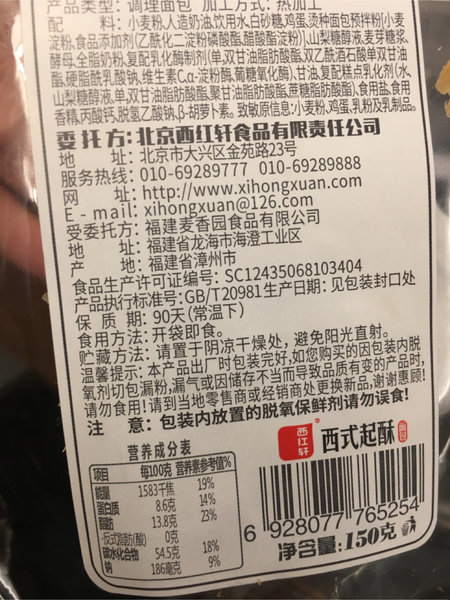 产品类型: 调理面包 加工方式: 热加工
配 料: 小麦粉,人造奶油,饮用水,白砂糖,鸡蛋,烫种面包预拌粉[小麦
淀粉,食品添加剂(乙酰化二淀粉磷酸酯,醋酸酯淀粉)],山梨糖醇液,麦芽糖浆,
酵母,全脂奶粉,复配乳化酶制剂(单,双甘油脂肪酸酯,双乙酰酒石酸单双甘油
酯,硬脂酰乳酸钠,维生素C,α-淀粉酶,葡糖氧化酶),甘油,复配糕点乳化剂(水,
山梨糖醇液,单,双甘油脂肪酸酯,聚甘油脂肪酸酯,蔗糖脂肪酸酯),食用盐,食用
香精,丙酸钙,脱氢乙酸钠,β-胡萝卜素。致敏原信息:小麦粉,鸡蛋,乳粉及乳制品。
委托方:北京西红轩食品有限责任公司
地 址: 北京市大兴区金苑路23号
服务热线: 010-69289777 010-69289888
网 址: http://www.xihongxuan.com
E - mail: xihongxuan@126.com
受委托方: 福建麦香园食品有限公司
地 址: 福建省龙海市海澄工业区
产 地: 福建省漳州市
食品生产许可证编号: SC12435068103404
产品执行标准号:GB/T20981生产日期: 见包装封口处
保 质 期: 90天(常温下)
食用方法: 开袋即食。
贮藏方法: 请置于阴凉干燥处, 避免阳光直射。
温馨提示: 本产品出厂时包装完好,如您购买的因包装内脱
氧剂切包漏粉,漏气或因储存不当而导致品质有变的产品时,
请勿食用!请到当地零售商或经销商处更换新品,谢谢惠顾!
注 意: 包装内放置的脱氧保鲜剂请勿误食!
营养成分表
项目 每100克 营养素参考值%
能量 1583千焦 19%
蛋白质 8.6克 14%
脂肪 13.8克 23%
-反式脂肪(酸) 0克
碳水化合物 54.5克 18%
钠 186毫克 9%
西红轩
西式起酥
6 928077 765254
净含量:150克